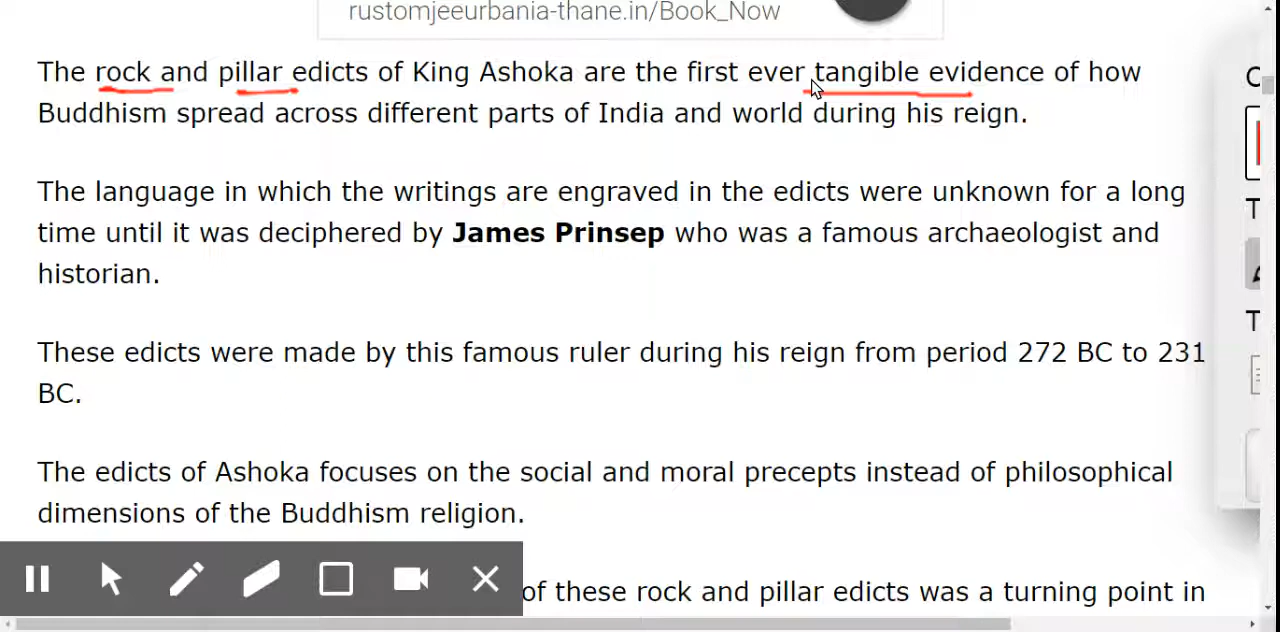 rustomjeeurbania-thane.in/Book_Now
The rock and pillar edicts of King Ashoka are the first ever tangible evidence of how
Buddhism spread across different parts of India and world during his reign.
The language in which the writings are engraved in the edicts were unknown for a long
time until it was deciphered by James Prinsep who was a famous archaeologist and
historian.
These edicts were made by this famous ruler during his reign from period 272 BC to 231
BC.
The edicts of Ashoka focuses on the social and moral precepts instead of philosophical
dimensions of the Buddhism religion.
of these rock and pillar edicts was a turning point in